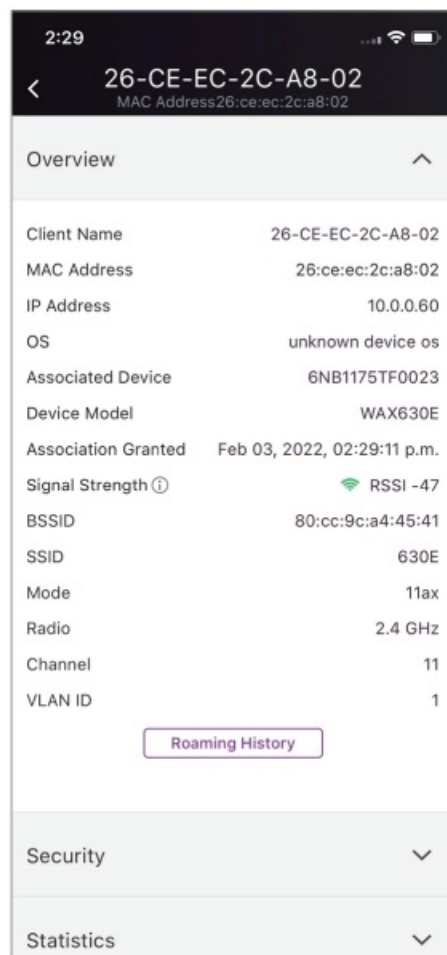 2:29
26-CE-EC-2C-A8-02
MAC Address26:ce:ec:2c:a8:02
Overview
Client Name 26-CE-EC-2C-A8-02
MAC Address 26:ce:ec:2c:a8:02
IP Address 10.0.0.60
OS unknown device os
Associated Device 6NB1175TF0023
Device Model WAX630E
Association Granted Feb 03, 2022, 02:29:11 p.m.
Signal Strength RSSI -47
BSSID 80:cc:9c:a4:45:41
SSID 630E
Mode 11ax
Radio 2.4 GHz
Channel 11
VLAN ID 1
Roaming History
Security
Statistics